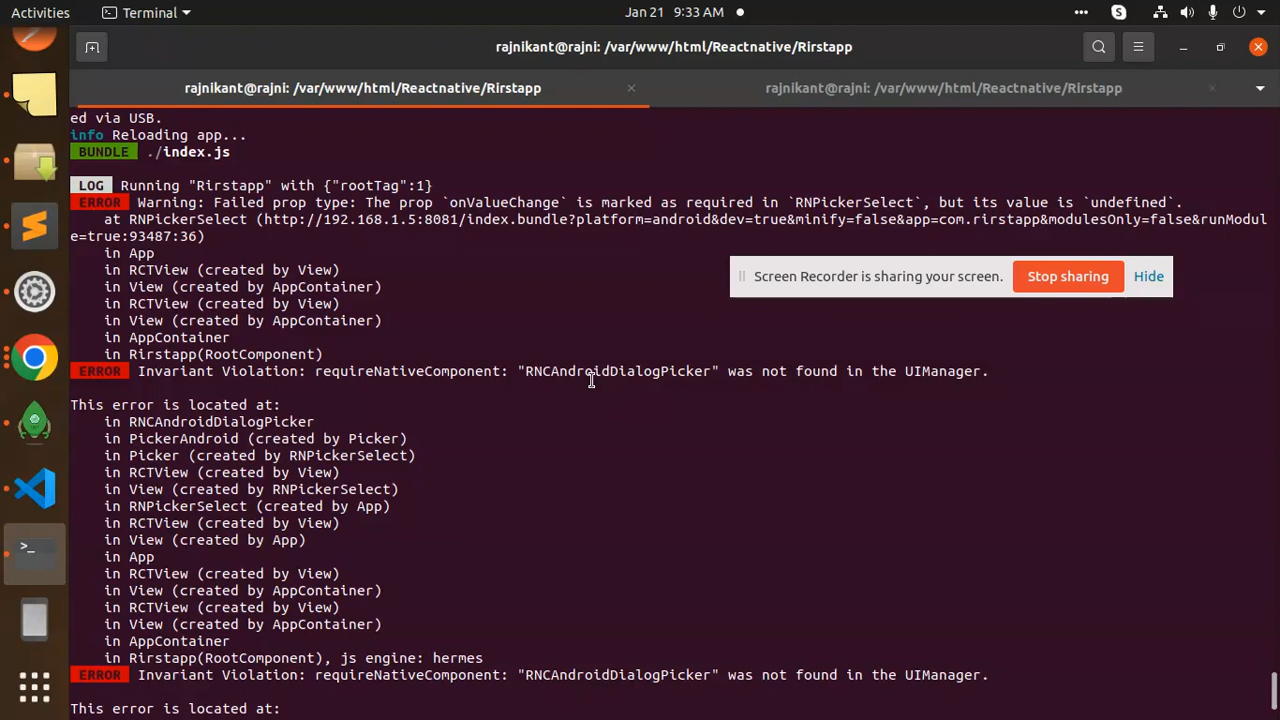 Activities
Terminal
Jan 21 9:33 AM
rajnikant@rajni: /var/www/html/Reactnative/Rirstapp
rajnikant@rajni: /var/www/html/Reactnative/Rirstapp
rajnikant@rajni: /var/www/html/Reactnative/Rirstapp
ed via USB.
info Reloading app...
BUNDLE ./index.js
LOG Running "Rirstapp" with {"rootTag":1}
ERROR Warning: Failed prop type: The prop `onValueChange` is marked as required in `RNPickerSelect`, but its value is `undefined`.
at RNPickerSelect (http://192.168.1.5:8081/index.bundle?platform=android&dev=true&minify=false&app=com.rirstapp&modulesOnly=false&runModul
e=true:93487:36)
in App
in RCTView (created by View)
Screen Recorder is sharing your screen. Stop sharing Hide
in View (created by AppContainer)
in RCTView (created by View)
in View (created by AppContainer)
in AppContainer
in Rirstapp(RootComponent)
ERROR Invariant Violation: requireNativeComponent: "RNCAndroidDialogPicker" was not found in the UIManager.
This error is located at:
in RNCAndroidDialogPicker
in PickerAndroid (created by Picker)
in Picker (created by RNPickerSelect)
in RCTView (created by View)
in View (created by RNPickerSelect)
in RNPickerSelect (created by App)
in RCTView (created by View)
in View (created by App)
in App
in RCTView (created by View)
in View (created by AppContainer)
in RCTView (created by View)
in View (created by AppContainer)
in AppContainer
in Rirstapp(RootComponent), js engine: hermes
ERROR Invariant Violation: requireNativeComponent: "RNCAndroidDialogPicker" was not found in the UIManager.
This error is located at: